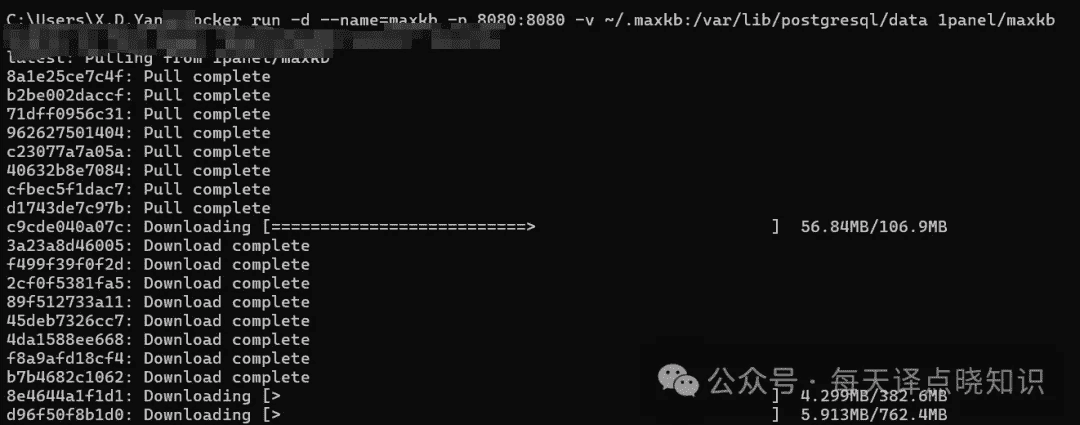 C:\Users\X.D.Yan ocker run -d --name=maxkb -p 8080:8080 -v ~/.maxkb:/var/lib/postgresql/data 1panel/maxkb
latest: Pulling from 1panel/maxkb
8a1e25ce7c4f: Pull complete
b2be002daccf: Pull complete
71dff0956c31: Pull complete
962627501404: Pull complete
c23077a7a05a: Pull complete
40632b8e7084: Pull complete
cfbec5f1dac7: Pull complete
d1743de7c97b: Pull complete
c9cde040a07c: Downloading [==========================> ] 56.84MB/106.9MB
3a23a8d46005: Download complete
f499f39f0f2d: Download complete
2cf0f5381fa5: Download complete
89f512733a11: Download complete
45deb7326cc7: Download complete
4da1588ee668: Download complete
f8a9afd18cf4: Download complete
b7b4682c1062: Download complete
8e4644a1f1d1: Downloading [> ] 4.299MB/382.6MB
d96f50f8b1d0: Downloading [> ] 5.913MB/762.4MB
公众号·每天译点晓知识